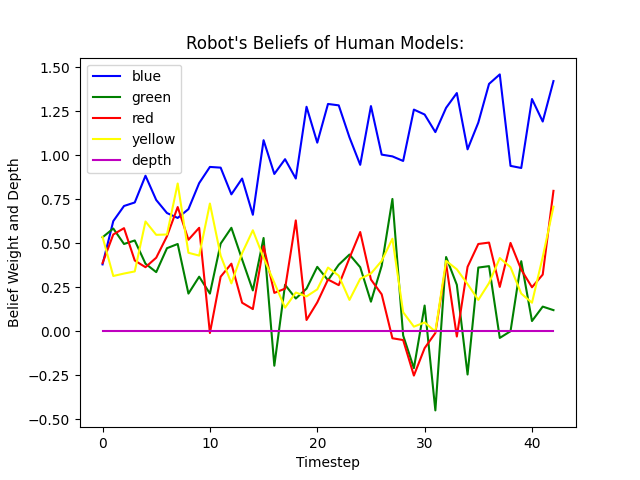 Robot's Beliefs of Human Models:
1.50
1.25
1.00
0.75
0.50
0.25
0.00
−0.25
−0.50
Belief Weight and Depth
blue
green
red
yellow
depth
0
10
20
30
40
Timestep